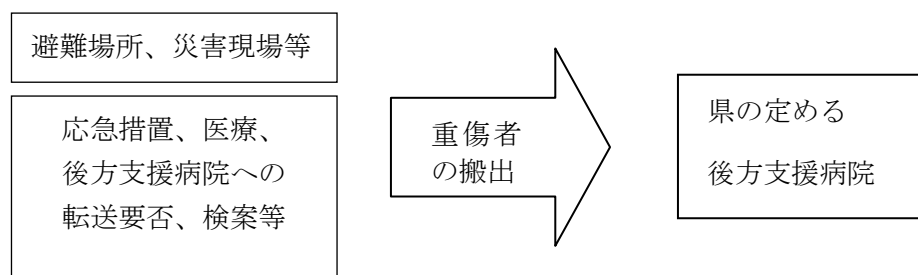 避難場所、災害現場等
応急措置、医療、
後方支援病院への
転送要否、検案等
重傷者
の搬出
県の定める
後方支援病院